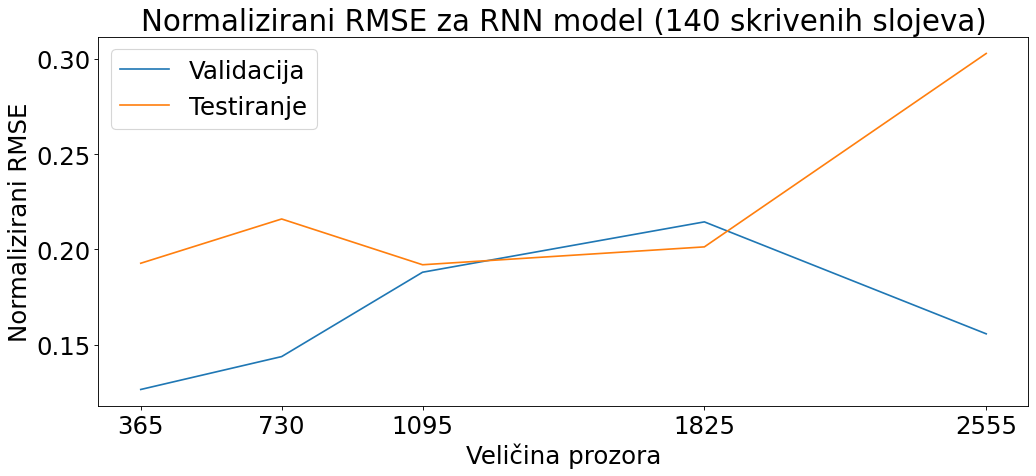 Normalizirani RMSE za RNN model (140 skrivenih slojeva)
Validacija
Testiranje
Normalizirani RMSE
0.30
0.25
0.20
0.15
365 730 1095 1825 2555
Veličina prozora